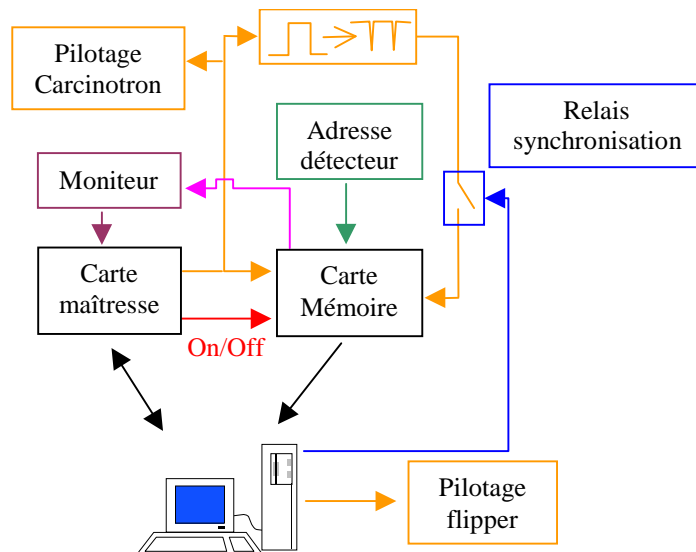 Pilotage
Carcinotron
Adresse
détecteur
Relais
synchronisation
Moniteur
Carte
maîtresse
Carte
Mémoire
On/Off
Pilotage
flipper